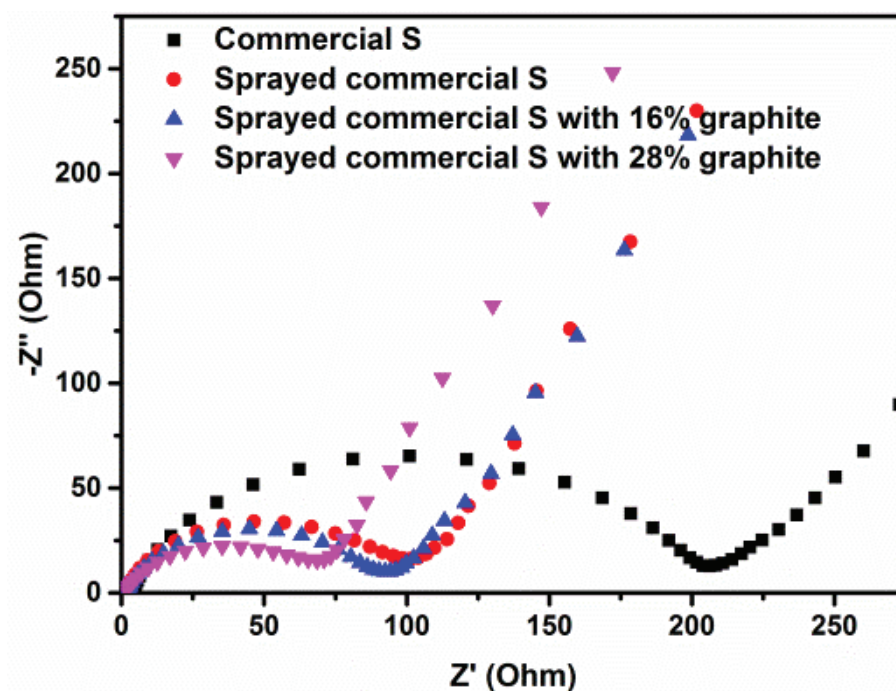 Commercial S
Sprayed commercial S
Sprayed commercial S with 16% graphite
Sprayed commercial S with 28% graphite
250
200
150
100
50
0
-Z'' (Ohm)
0 50 100 150 200 250
Z' (Ohm)